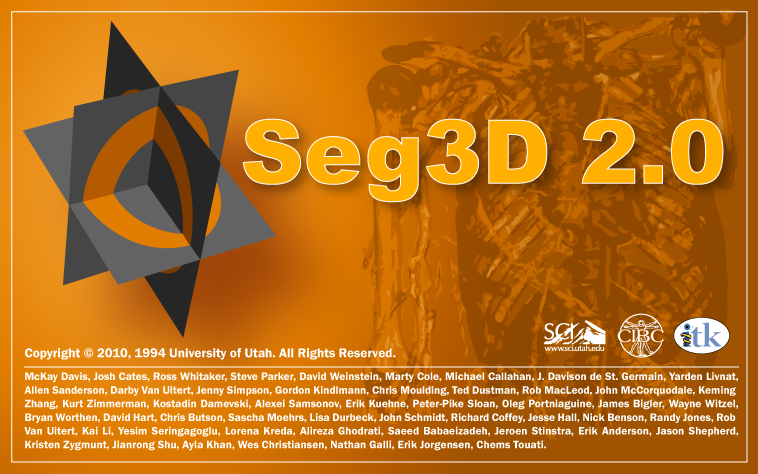 Seg3D 2.0
SCI
www.sci.utah.edu
CIBC
itk
Copyright © 2010, 1994 University of Utah. All Rights Reserved.
McKay Davis, Josh Cates, Ross Whitaker, Steve Parker, David Weinstein, Marty Cole, Michael Callahan, J. Davison de St. Germain, Yarden Livnat,
Allen Sanderson, Darby Van Uitert, Jenny Simpson, Gordon Kindlmann, Chris Moulding, Ted Dustman, Rob MacLeod, John McCorquodale, Keming
Zhang, Kurt Zimmerman, Kostadin Damevski, Alexei Samsonov, Erik Kuehne, Peter-Pike Sloan, Oleg Portniaguine, James Bigler, Wayne Witzel,
Bryan Worthen, David Hart, Chris Butson, Sascha Moehrs, Lisa Durbeck, John Schmidt, Richard Coffey, Jesse Hall, Nick Benson, Randy Jones, Rob
Van Uitert, Kai Li, Yesim Seringagoglu, Lorena Kreda, Alireza Ghodrati, Saeed Babaeizadeh, Jeroen Stinstra, Erik Anderson, Jason Shepherd,
Kristen Zygmunt, Jianrong Shu, Ayla Khan, Wes Christiansen, Nathan Galli, Erik Jorgensen, Chems Touati.